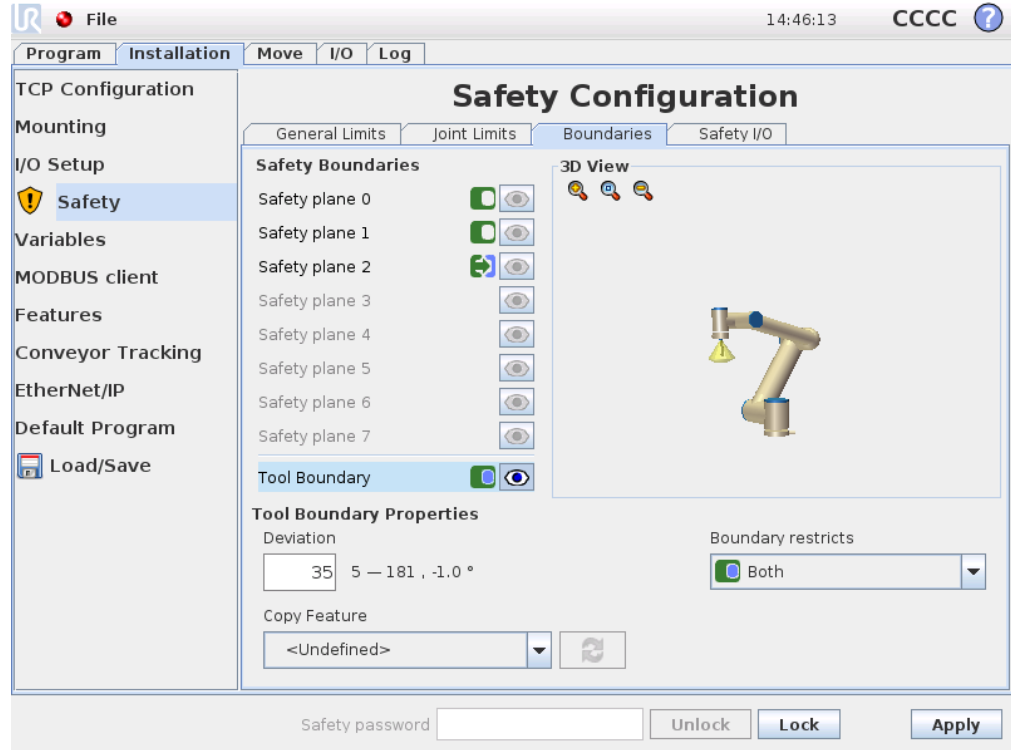 UR File 14:46:13 CCCC ?
Program Installation Move I/O Log
TCP Configuration
Mounting
I/O Setup
Safety
Variables
MODBUS client
Features
Conveyor Tracking
EtherNet/IP
Default Program
Load/Save
Safety Configuration
General Limits Joint Limits Boundaries Safety I/O
Safety Boundaries
Safety plane 0
Safety plane 1
Safety plane 2
Safety plane 3
Safety plane 4
Safety plane 5
Safety plane 6
Safety plane 7
Tool Boundary
3D View
Tool Boundary Properties
Deviation
35 5 — 181 , -1.0 °
Boundary restricts
Both
Copy Feature
<Undefined>
Safety password Unlock Lock Apply